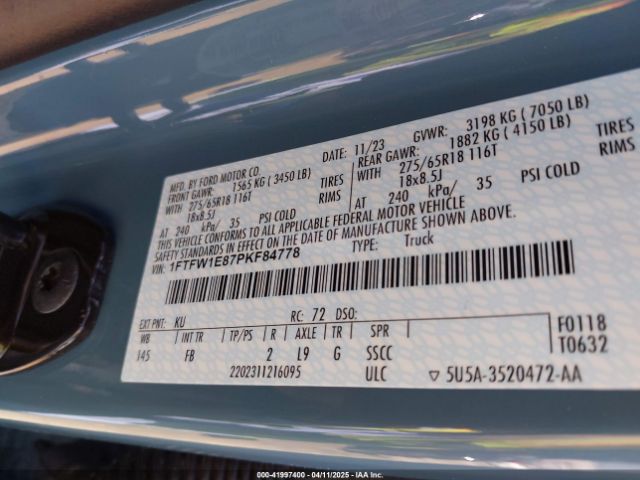 MFD. BY FORD MOTOR CO.
DATE: 11/23 GVWR: 3198 KG ( 7050 LB)
FRONT GAWR: 1565 KG ( 3450 LB) REAR GAWR: 1882 KG ( 4150 LB)
WITH 275/65R18 116T TIRES WITH 275/65R18 116T TIRES
18x8.5J RIMS 18x8.5J RIMS
AT 240 kPa/ 35 PSI COLD AT 240 kPa/ 35 PSI COLD
THIS VEHICLE CONFORMS TO ALL APPLICABLE FEDERAL MOTOR VEHICLE
SAFETY STANDARDS IN EFFECT ON THE DATE OF MANUFACTURE SHOWN ABOVE.
VIN: 1FTFW1E87PKF84778 TYPE: Truck
EXT PNT: KU RC: 72 DSO:
WB INT TR TP/PS R AXLE TR SPR F0118
145 FB 2 L9 G SSCC T0632
2202311216095 ULC ▽ 5U5A-3520472-AA
000-41997400 - 04/11/2025 - IAAC